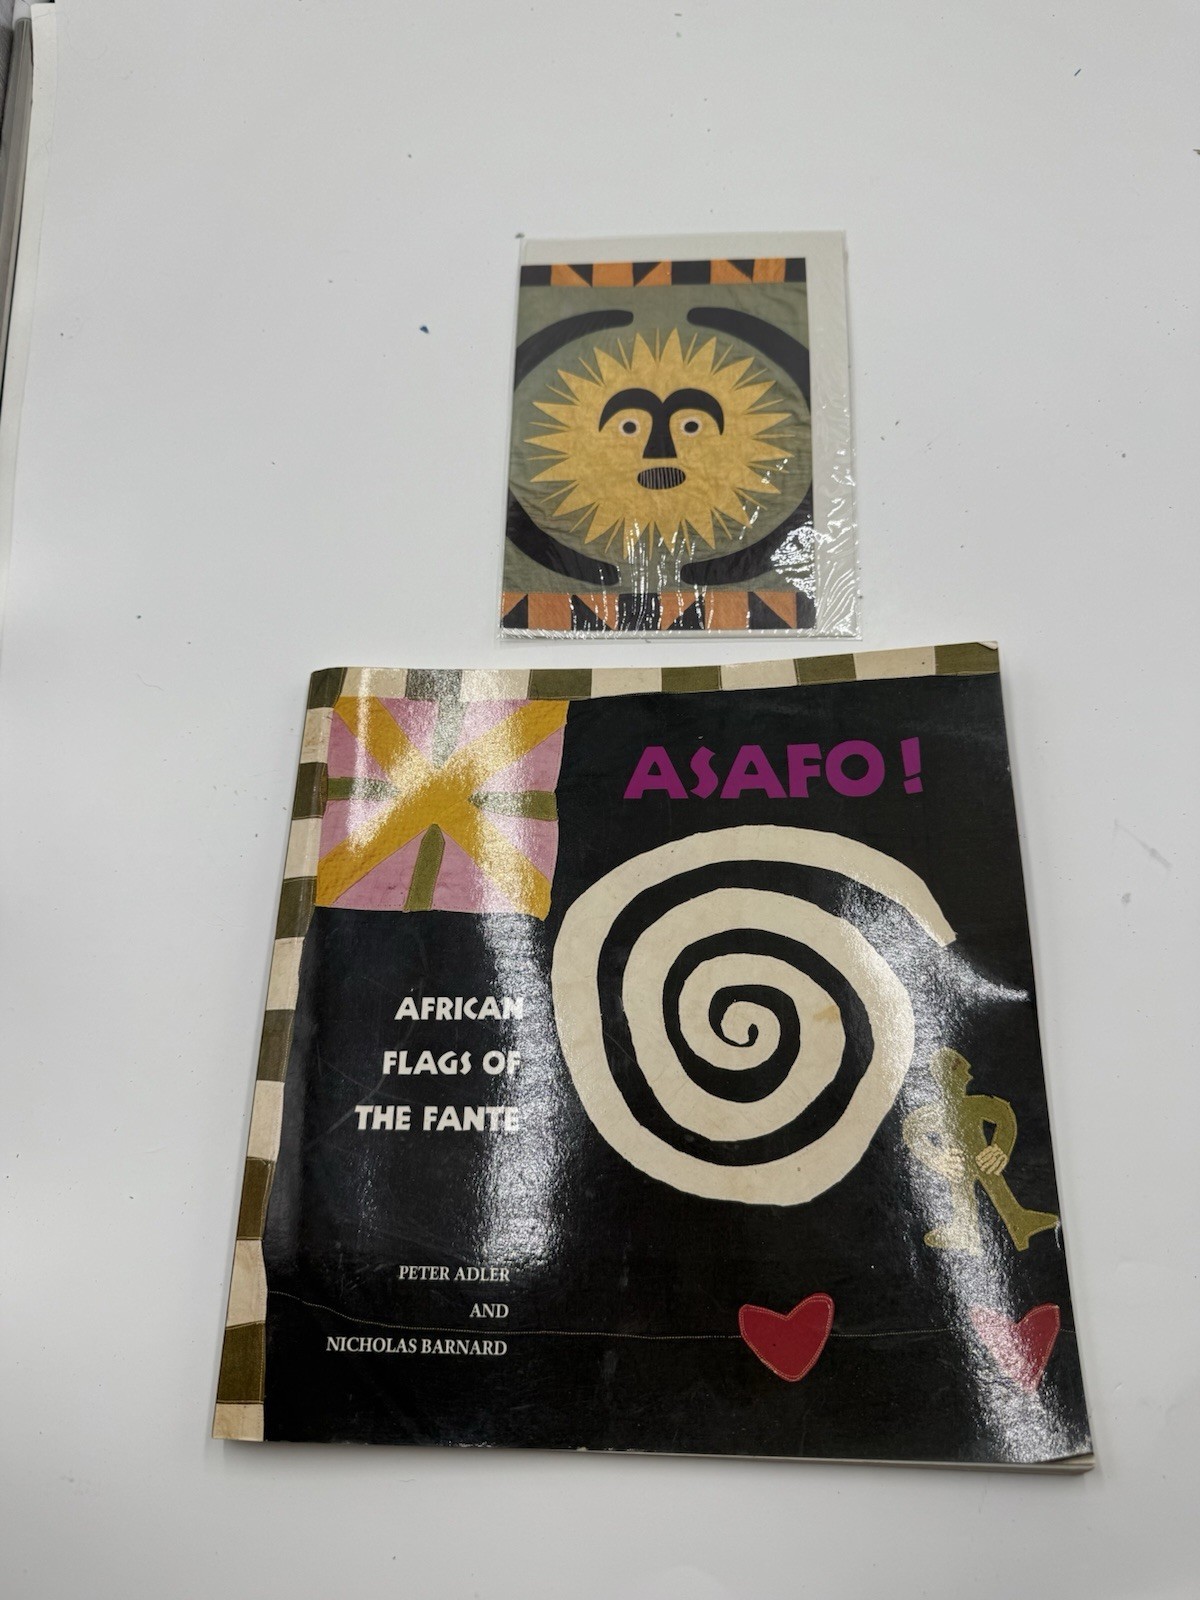 ASAFO!
AFRICAN
FLAGS OF
THE FANTE
PETER ADLER
AND
NICHOLAS BARNARD